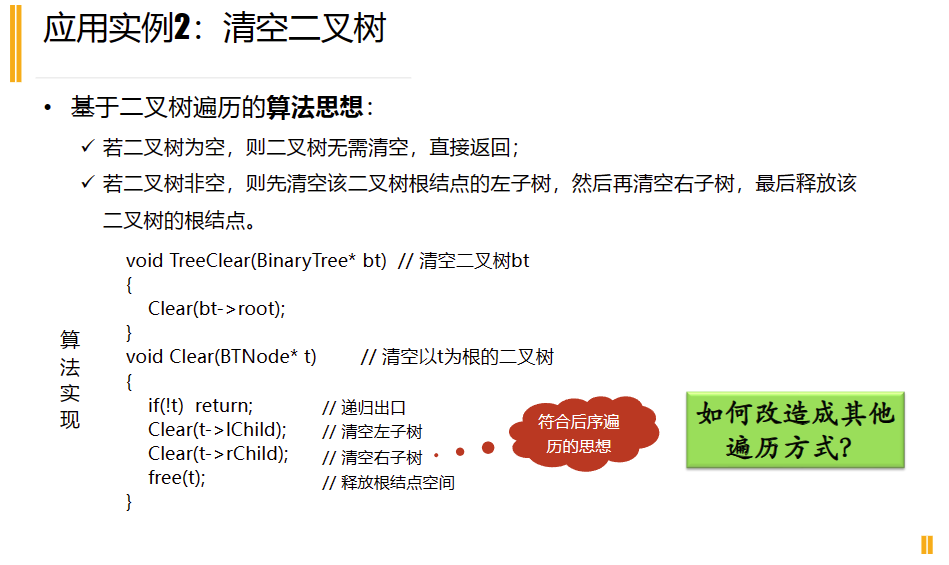 应用实例2：清空二叉树
• 基于二叉树遍历的算法思想：
✓ 若二叉树为空，则二叉树无需清空，直接返回；
✓ 若二叉树非空，则先清空该二叉树根结点的左子树，然后再清空右子树，最后释放该
二叉树的根结点。
算法实现
void TreeClear(BinaryTree* bt) // 清空二叉树bt
{
Clear(bt->root);
}
void Clear(BTNode* t) // 清空以t为根的二叉树
{
if(!t) return; // 递归出口
Clear(t->lChild); // 清空左子树
Clear(t->rChild); // 清空右子树
free(t); // 释放根结点空间
}
符合后序遍
历的思想
如何改造成其他
遍历方式？